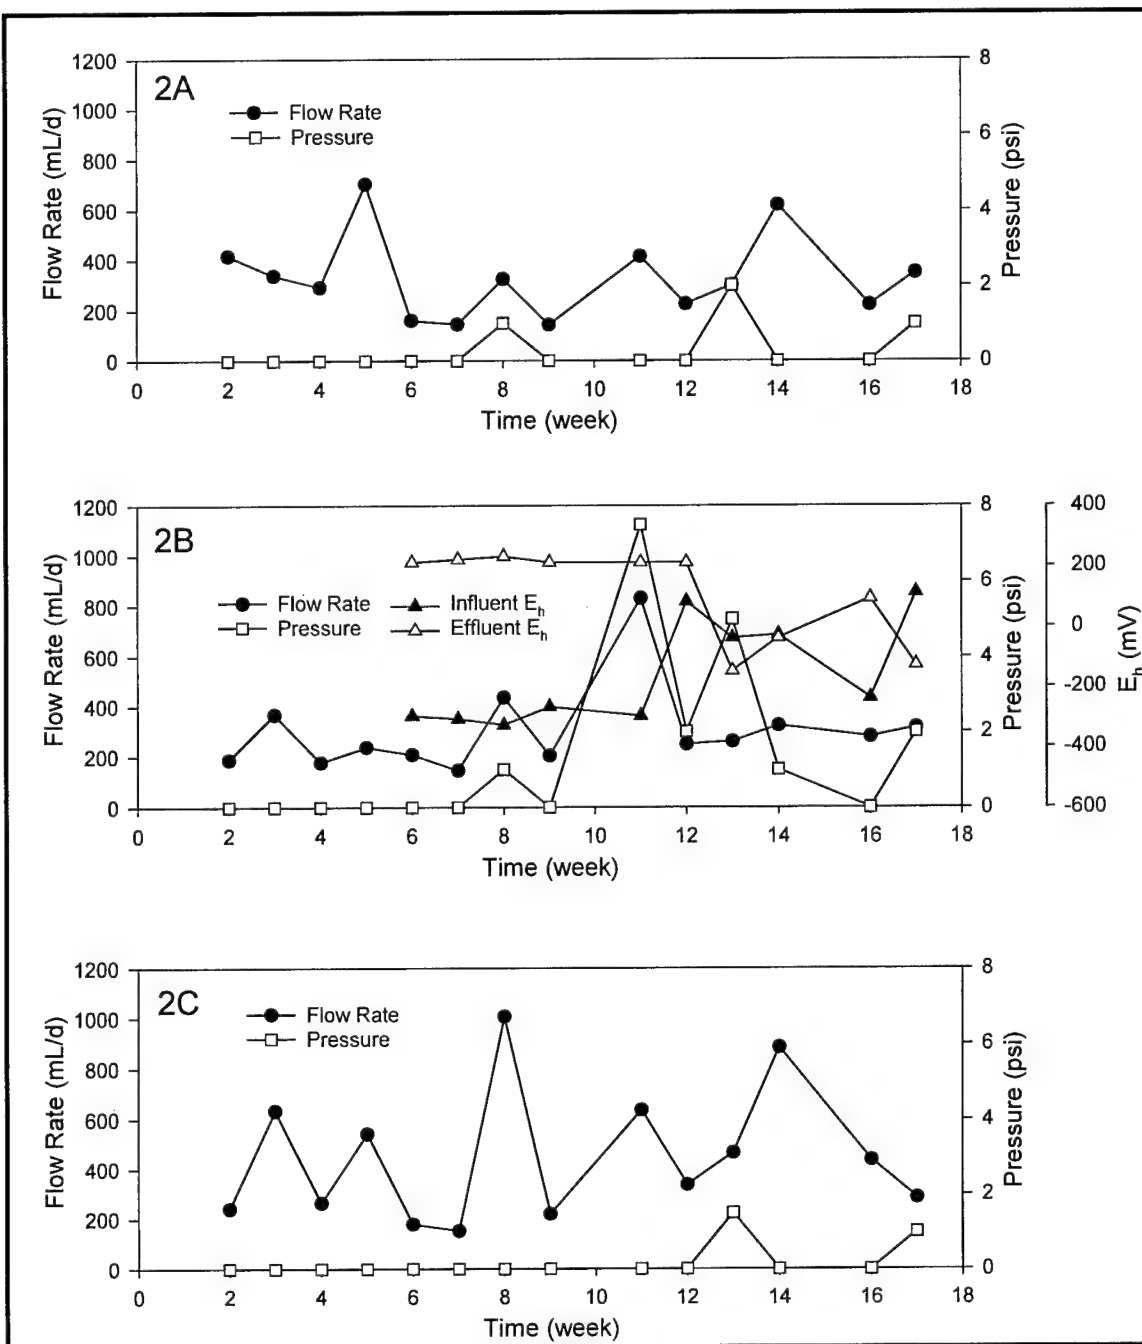 2A
Flow Rate
Pressure
Flow Rate (mL/d)
1200
1000
800
600
400
200
0
8
6
4
2
0
Pressure (psi)
0 2 4 6 8 10 12 14 16 18
Time (week)
2B
Flow Rate
Influent Eh
Pressure
Effluent Eh
Flow Rate (mL/d)
1200
1000
800
600
400
200
0
8
6
4
2
0
Pressure (psi)
400
200
0
-200
-400
-600
Eh (mV)
0 2 4 6 8 10 12 14 16 18
Time (week)
2C
Flow Rate
Pressure
Flow Rate (mL/d)
1200
1000
800
600
400
200
0
8
6
4
2
0
Pressure (psi)
0 2 4 6 8 10 12 14 16 18
Time (week)